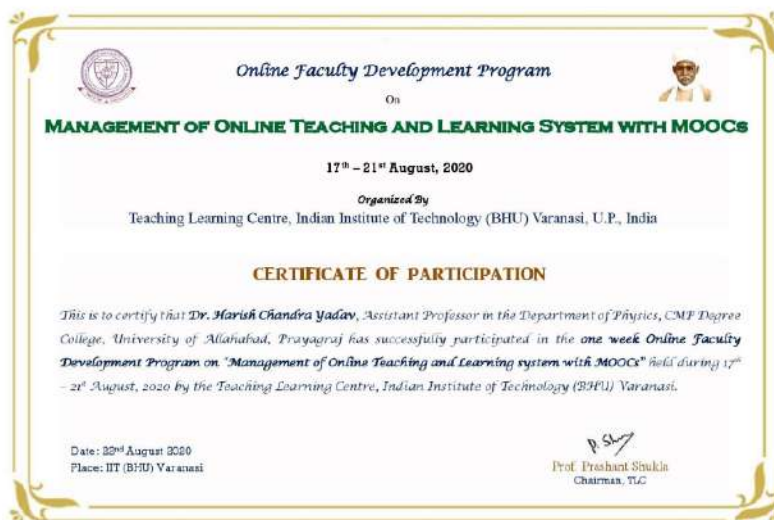 Online Faculty Development Program
On
MANAGEMENT OF ONLINE TEACHING AND LEARNING SYSTEM WITH MOOCS
17th – 21st August, 2020
Organized By
Teaching Learning Centre, Indian Institute of Technology (BHU) Varanasi, U.P., India
CERTIFICATE OF PARTICIPATION
This is to certify that Dr. Harish Chandra Yadav, Assistant Professor in the Department of Physics, CMP Degree
College, University of Allahabad, Prayagraj has successfully participated in the one week Online Faculty
Development Program on "Management of Online Teaching and Learning system with MOOCs" held during 17th
– 21st August, 2020 by the Teaching Learning Centre, Indian Institute of Technology (BHU) Varanasi.
Date: 22nd August 2020
Place: IIT (BHU) Varanasi
Prof. Prashant Shukla
Chairman, TLC